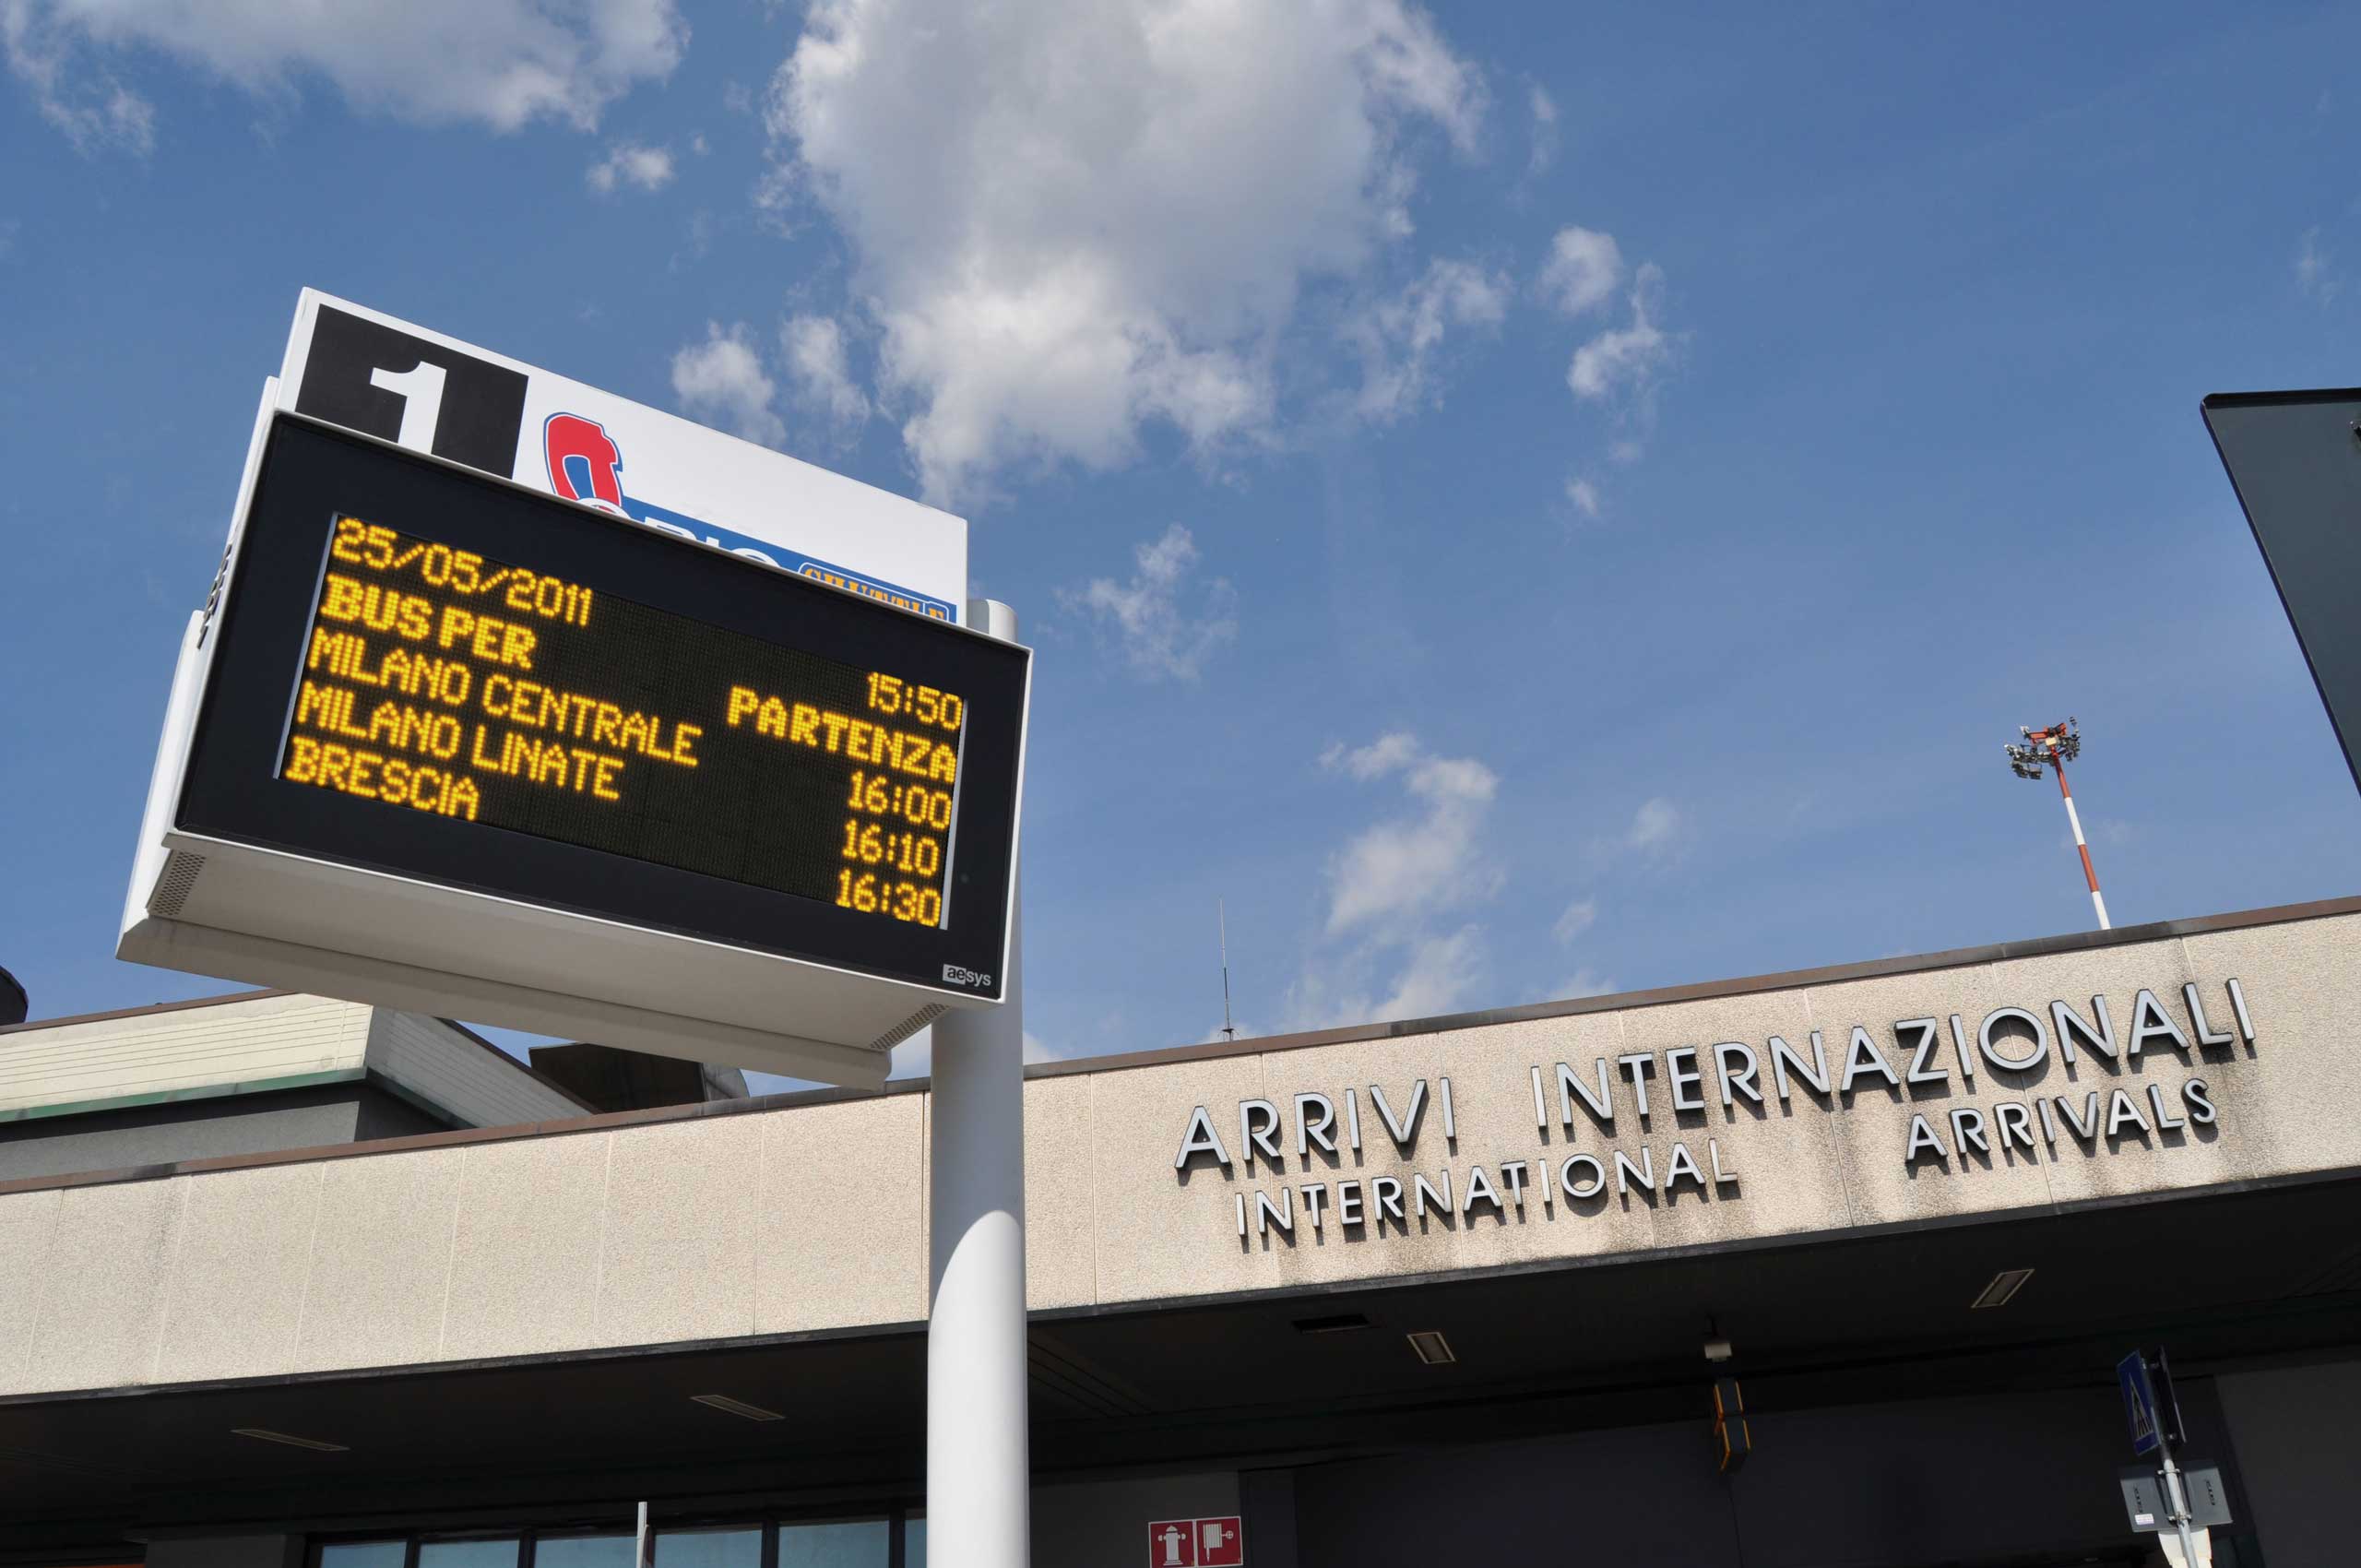 1
25/05/2011 15:50
BUS PER PARTENZA
MILANO CENTRALE 16:00
MILANO LINATE 16:10
BRESCIA 16:30
aesys
ARRIVI INTERNAZIONALI
INTERNATIONAL ARRIVALS